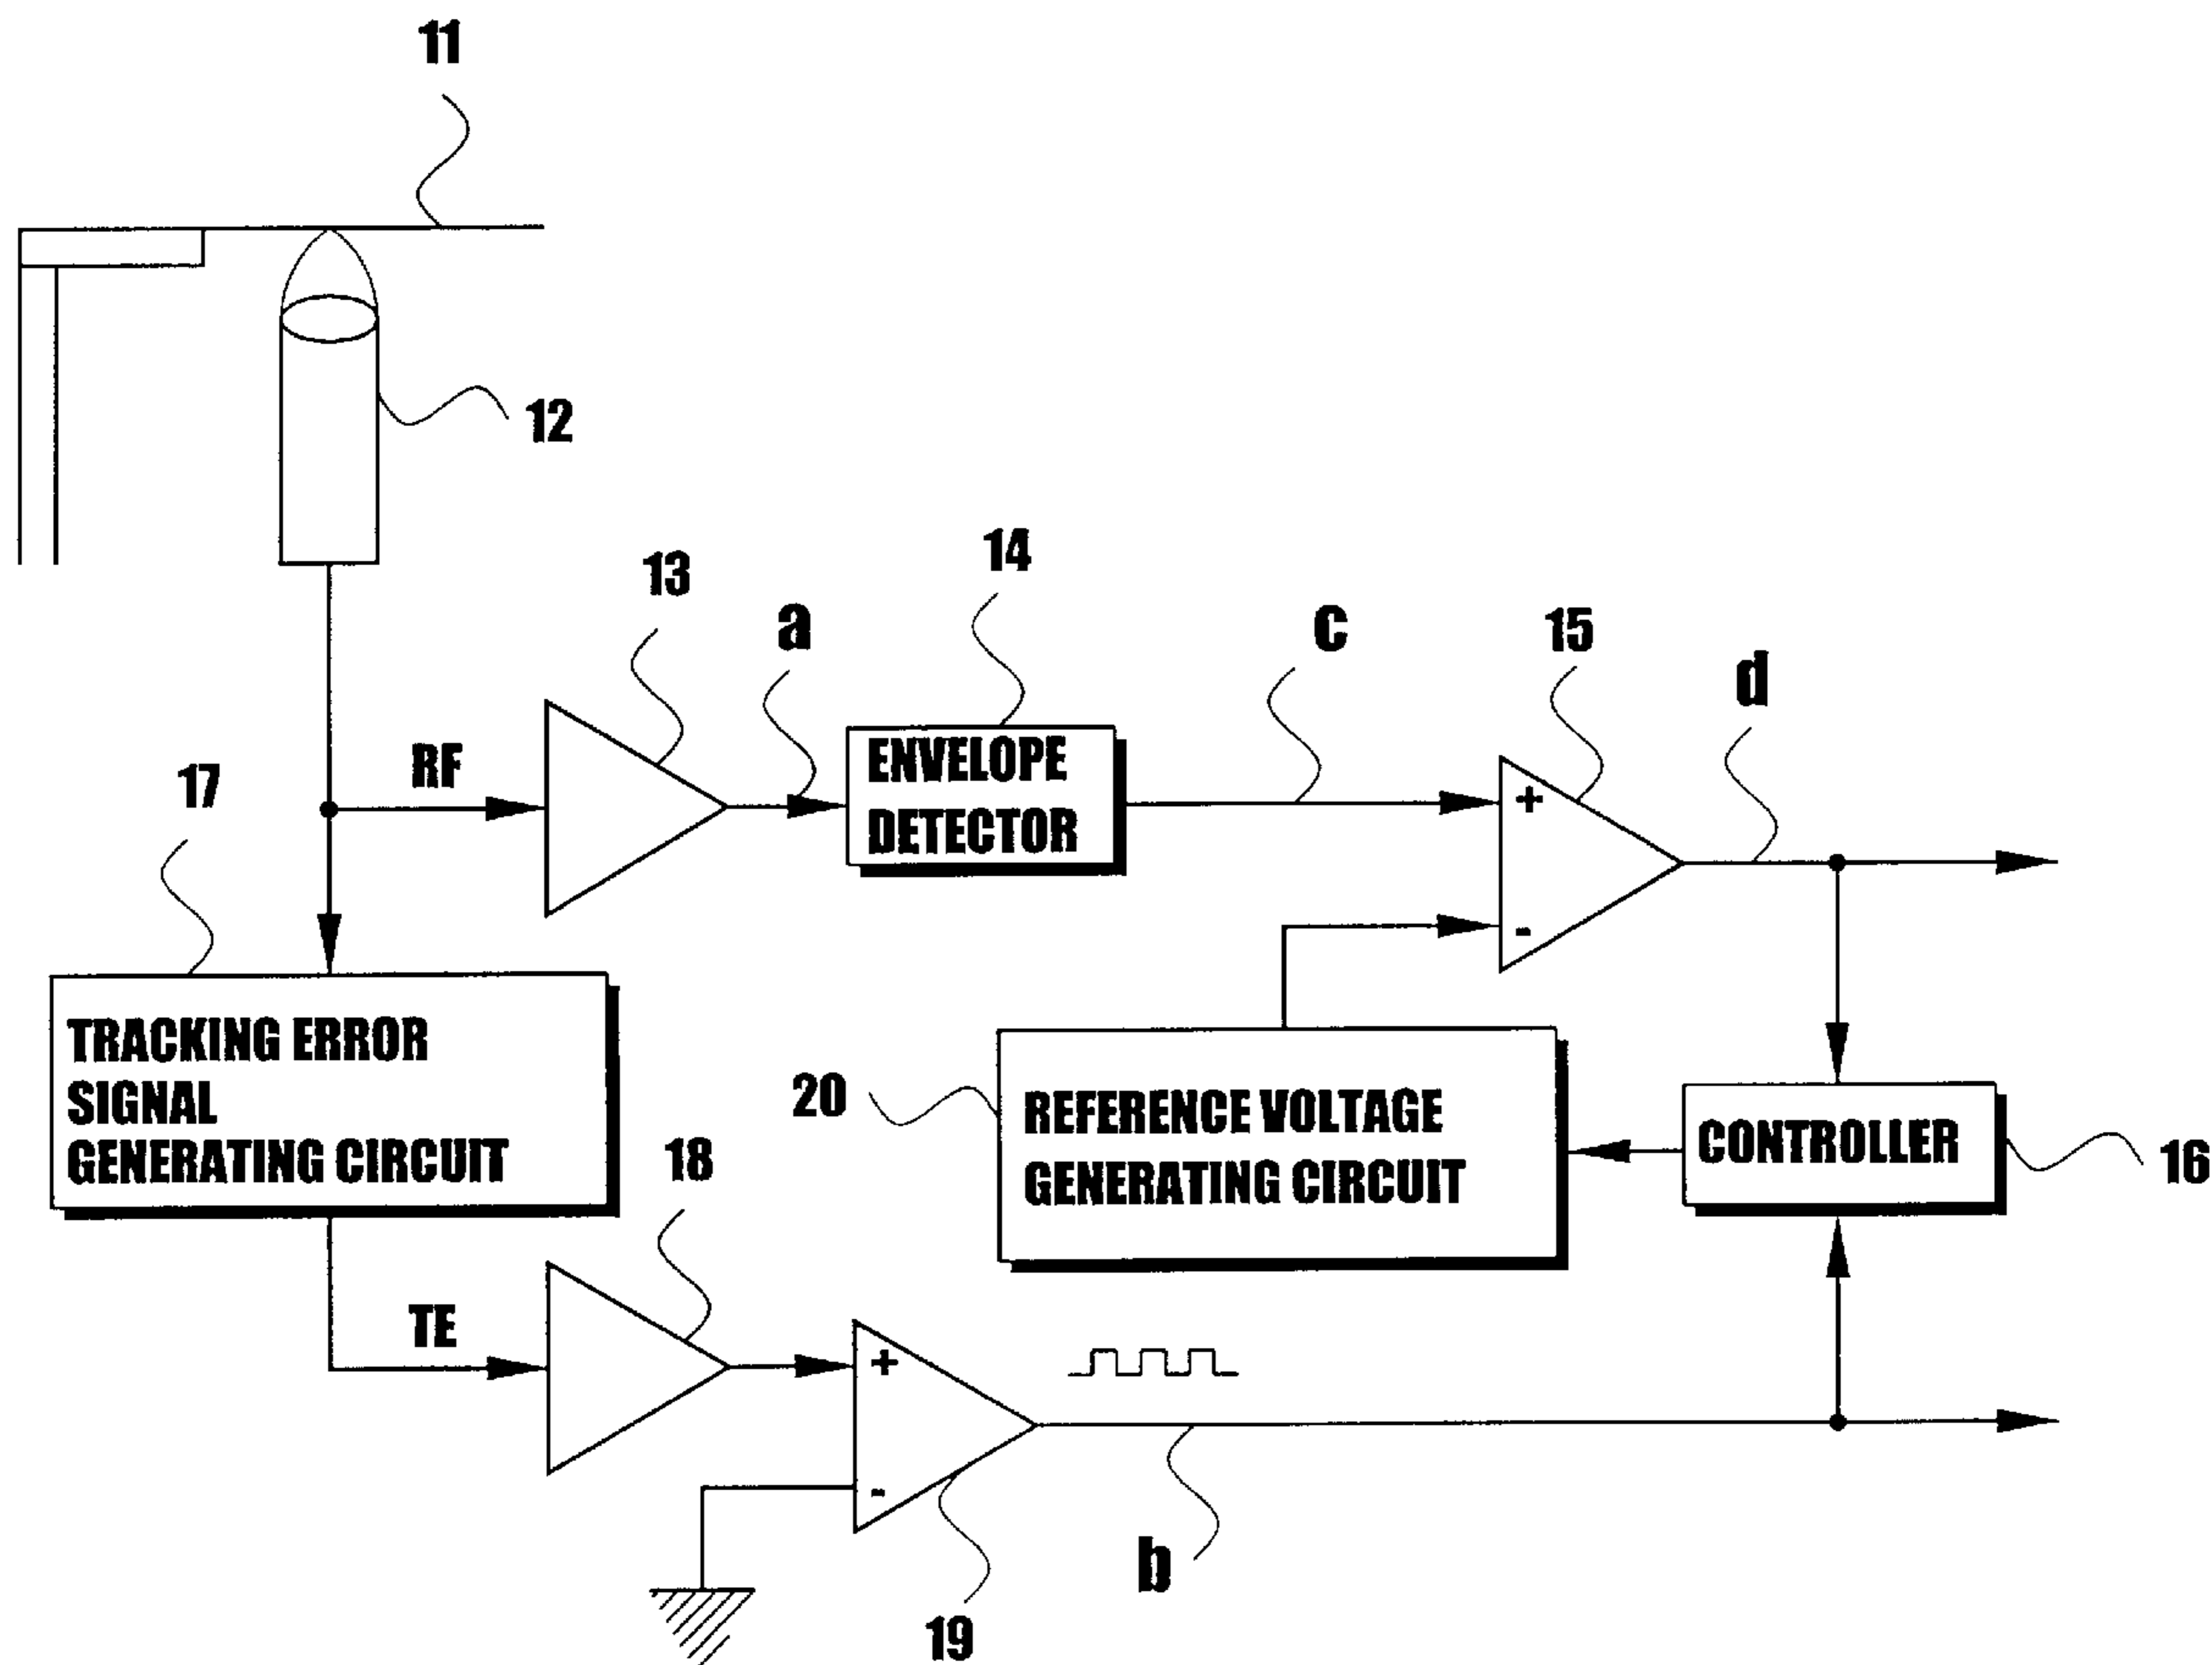 11
12
13
a
14
c
15
d
RF
17
ENVELOPE
DETECTOR
+
-
TRACKING ERROR
SIGNAL
GENERATING CIRCUIT
20
REFERENCE VOLTAGE
GENERATING CIRCUIT
CONTROLLER
16
18
TE
+
-
b
19